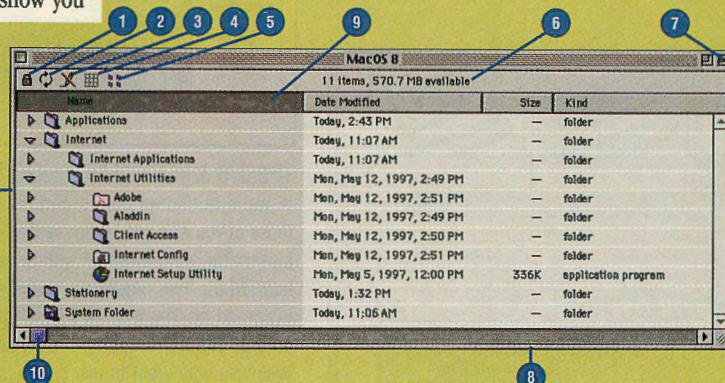 show you
1 2 3 4 5 9 6 7
MacOS 8
11 items, 570.7 MB available
Name Date Modified Size Kind
Applications Today, 2:43 PM — folder
Internet Today, 11:07 AM — folder
Internet Applications Today, 11:07 AM — folder
Internet Utilities Mon, May 12, 1997, 2:49 PM — folder
Adobe Mon, May 12, 1997, 2:51 PM — folder
Aladdin Mon, May 12, 1997, 2:49 PM — folder
Client Access Mon, May 12, 1997, 2:50 PM — folder
Internet Config Mon, May 12, 1997, 2:51 PM — folder
Internet Setup Utility Mon, May 5, 1997, 12:00 PM 336K application program
Stationery Today, 1:32 PM — folder
System Folder Today, 11:06 AM — folder
10 8